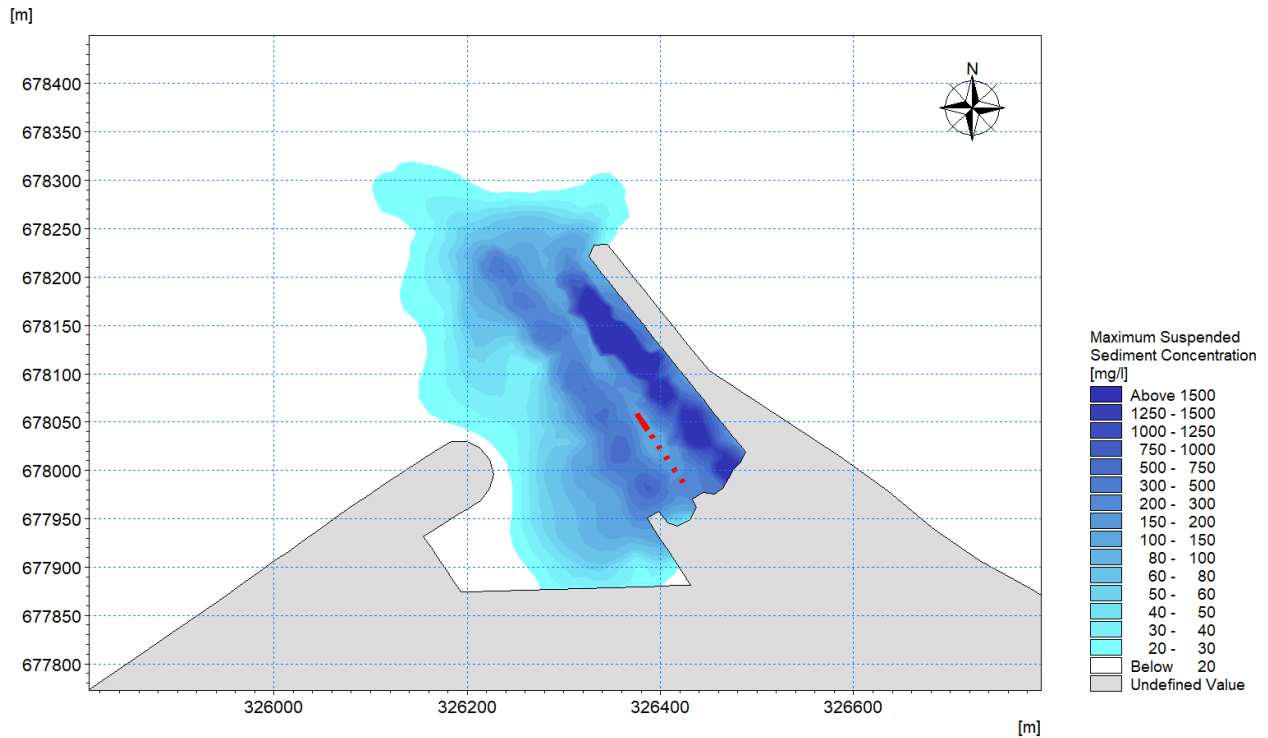 [m]
N
678400
678350
678300
678250
678200
678150
678100
678050
678000
677950
677900
677850
677800
326000 326200 326400 326600
[m]
Maximum Suspended
Sediment Concentration
[mg/l]
Above 1500
1250 - 1500
1000 - 1250
750 - 1000
500 - 750
300 - 500
200 - 300
150 - 200
100 - 150
80 - 100
60 - 80
50 - 60
40 - 50
30 - 40
20 - 30
Below 20
Undefined Value